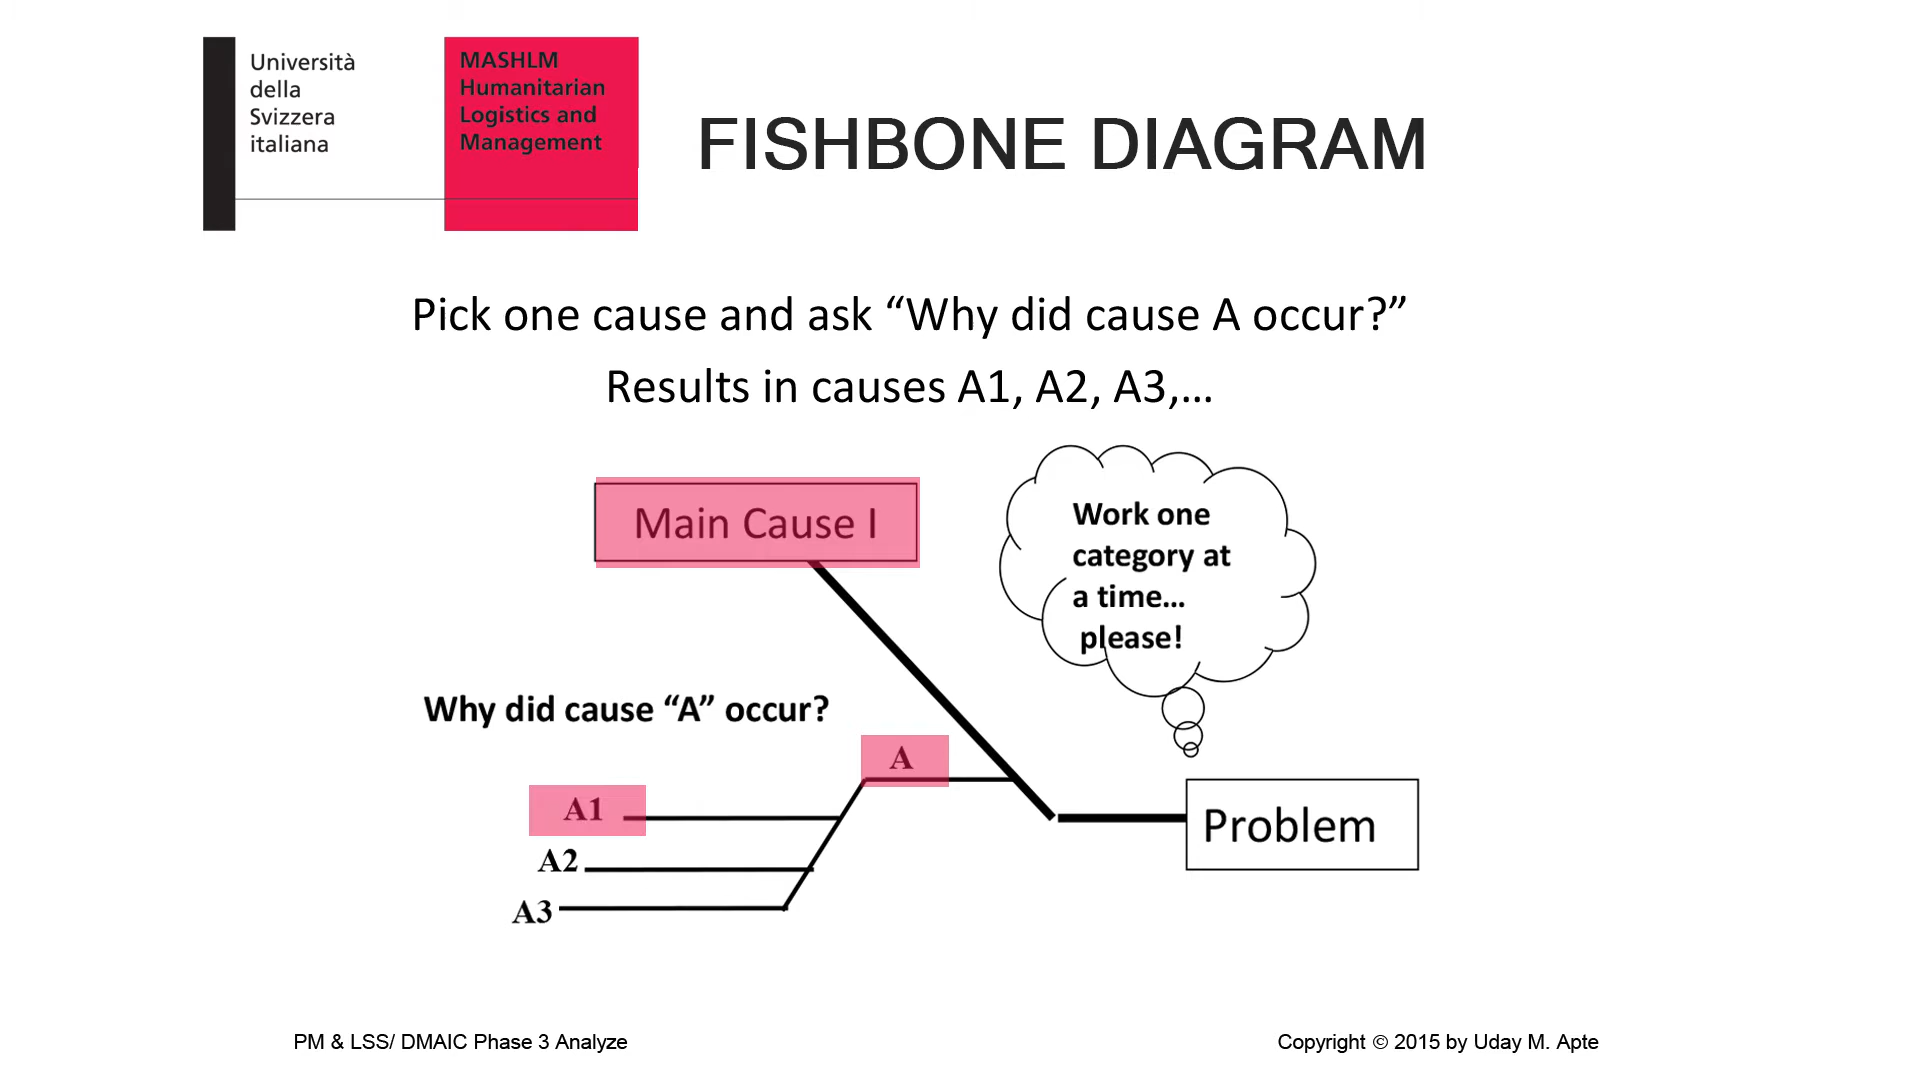 Università
della
Svizzera
italiana
MASHLM
Humanitarian
Logistics and
Management
FISHBONE DIAGRAM
Pick one cause and ask “Why did cause A occur?”
Results in causes A1, A2, A3,...
Main Cause I
Work one
category at
a time...
please!
Why did cause “A” occur?
A
A1
A2
A3
Problem
PM & LSS/ DMAIC Phase 3 Analyze
Copyright © 2015 by Uday M. Apte